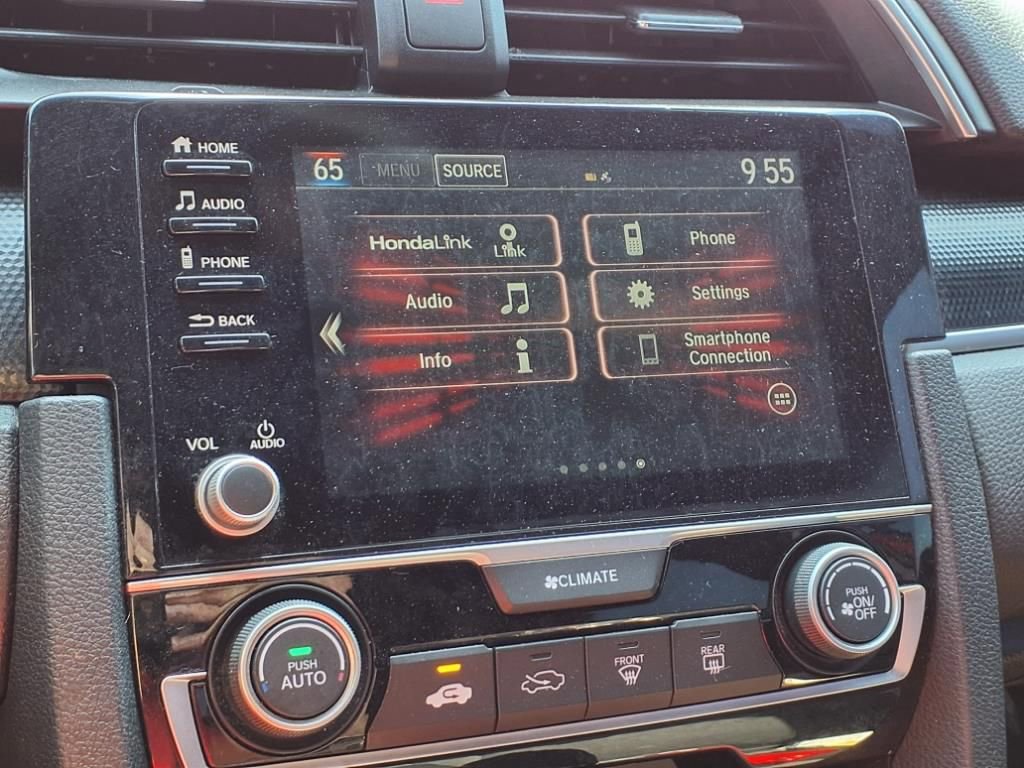 HOME
AUDIO
PHONE
BACK
VOL
AUDIO
65 MENU SOURCE 9 55
HondaLink Link
Phone
Audio
Settings
Info
Smartphone
Connection
CLIMATE
PUSH
AUTO
FRONT
REAR
PUSH
ON/
OFF